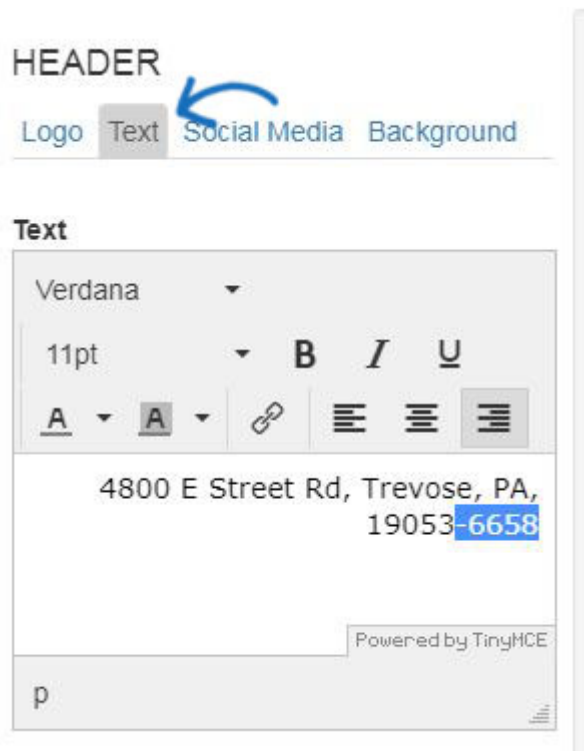 HEADER
Logo Text Social Media Background
Text
Verdana
11pt B I U
A A
4800 E Street Rd, Trevose, PA,
19053-6658
Powered by TinyMCE
p